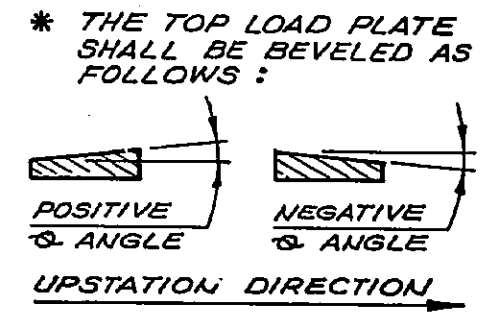 * THE TOP LOAD PLATE
SHALL BE BEVELED AS
FOLLOWS :
POSITIVE
Θ ANGLE
NEGATIVE
Θ ANGLE
UPSTATION DIRECTION